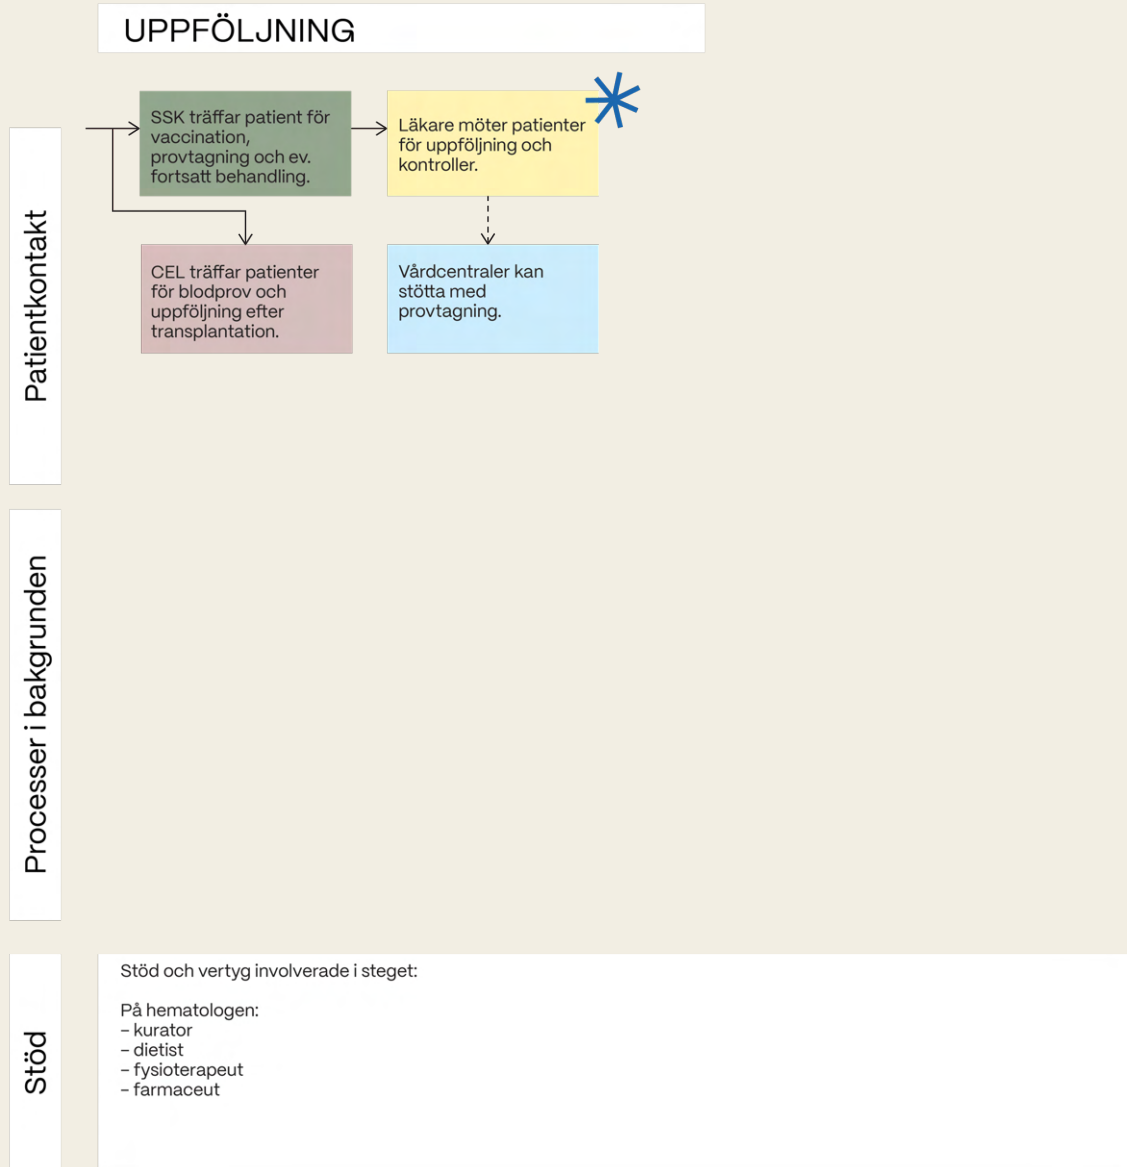 UPPFÖLJNING
Patientkontakt
SSK träffar patient för
vaccination,
provtagning och ev.
fortsatt behandling.
Läkare möter patienter
för uppföljning och
kontroller.
CEL träffar patienter
för blodprov och
uppföljning efter
transplantation.
Vårdcentraler kan
stötta med
provtagning.
Processer i bakgrunden
Stöd
Stöd och vertyg involverade i steget:
På hematologen:
– kurator
– dietist
– fysioterapeut
– farmaceut